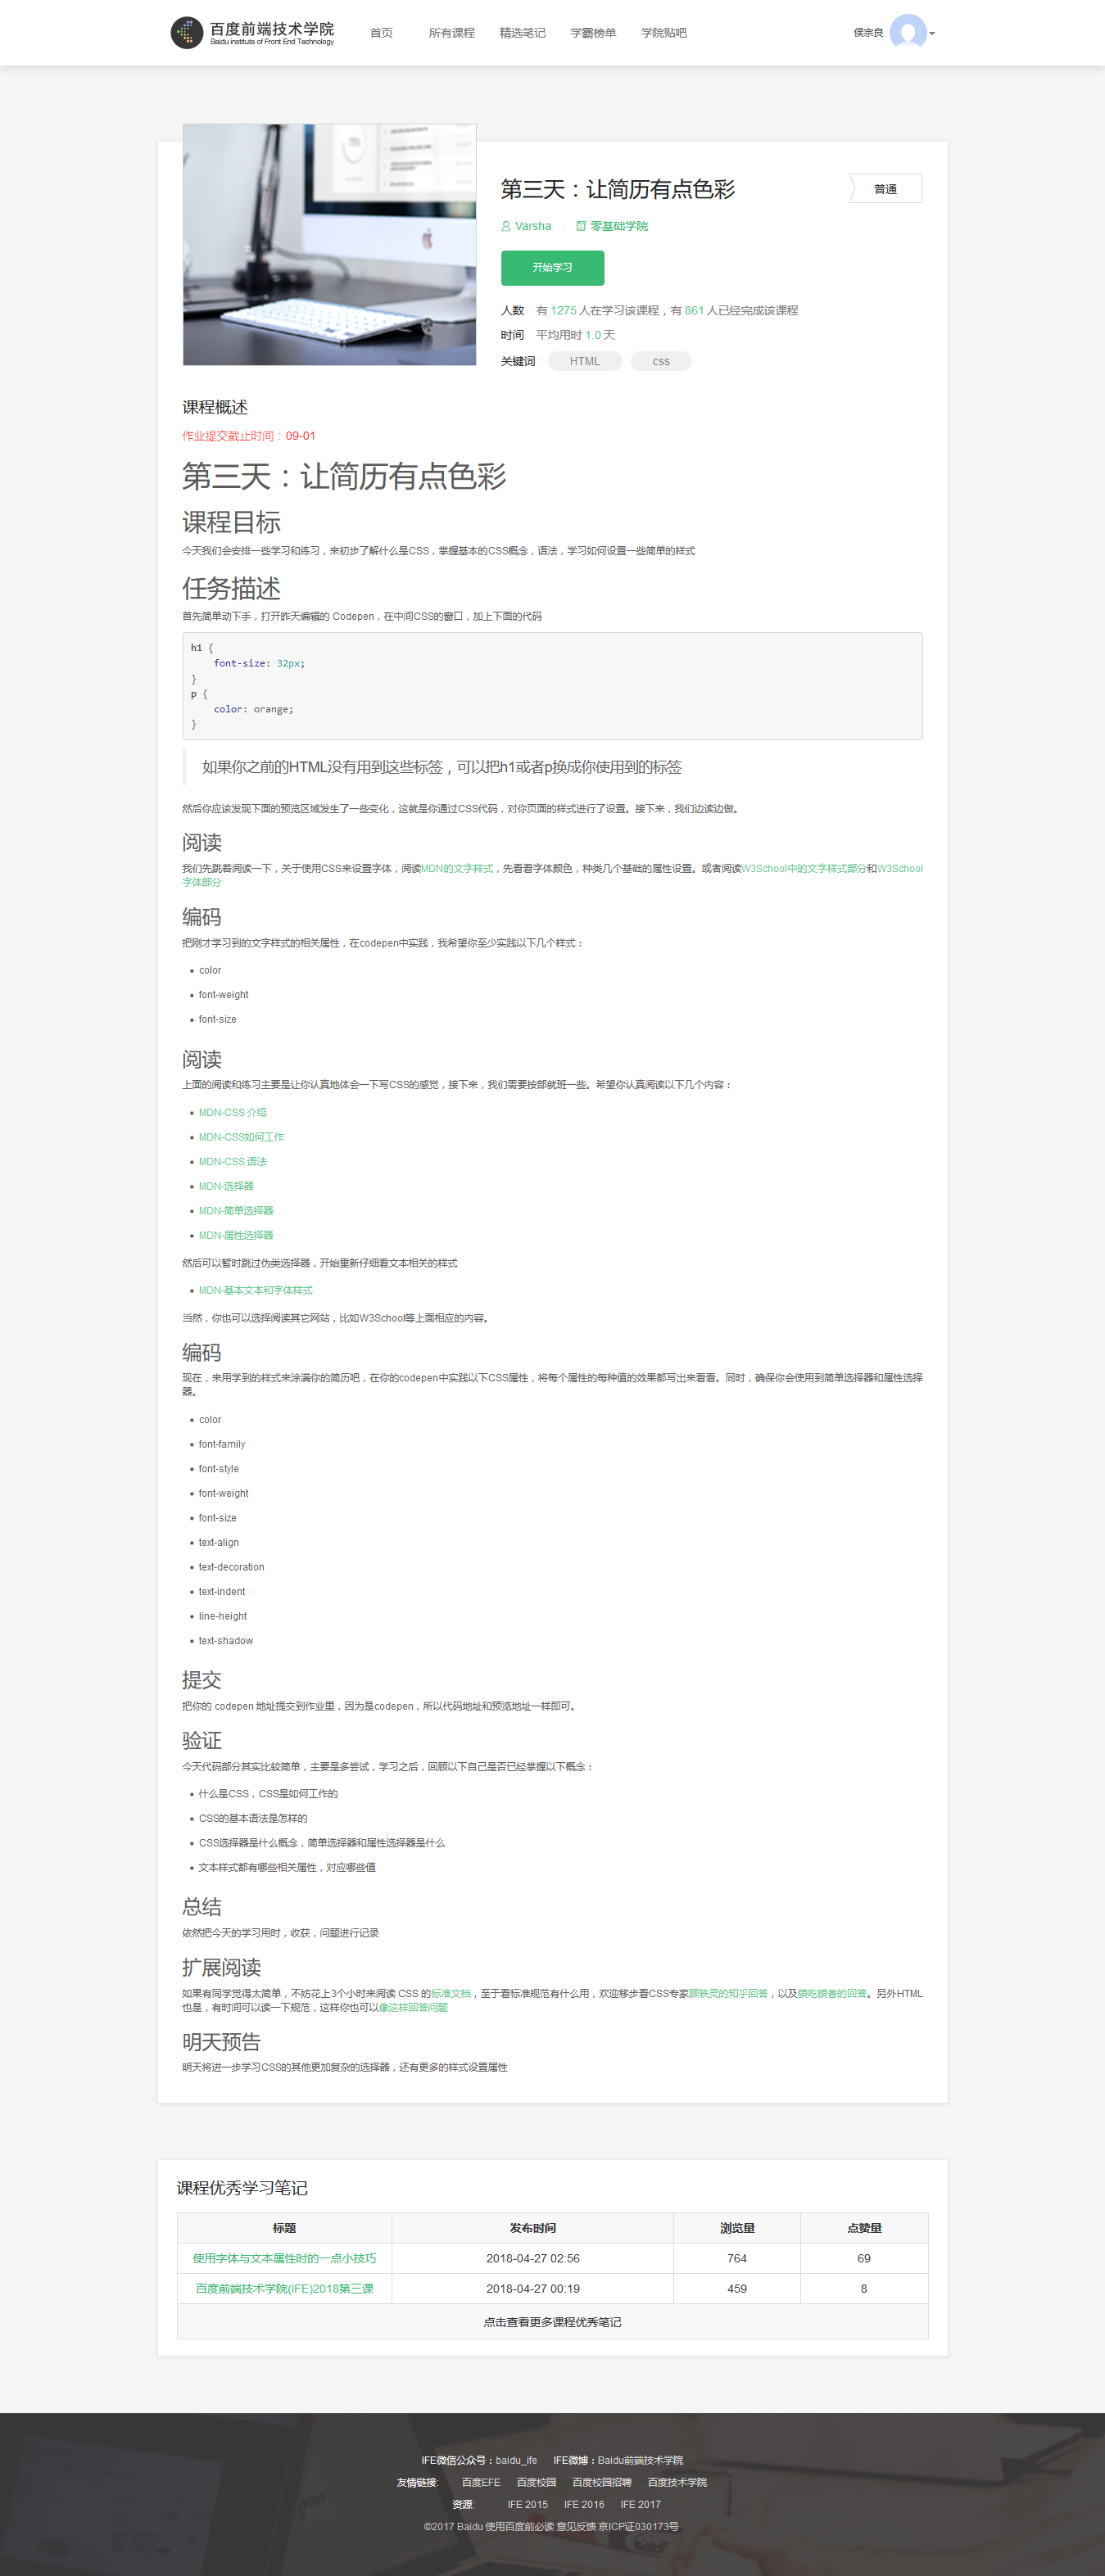 百度前端技术学院
Baidu institute of Front End Technology
首页 所有课程 精选笔记 学霸榜单 学院贴吧
侯宗良
75%
第三天：让简历有点色彩
普通
Varsha 零基础学院
开始学习
人数 有 1275 人在学习该课程，有 861 人已经完成该课程
时间 平均用时 1.0 天
关键词 HTML css
课程概述
作业提交截止时间：09-01
第三天：让简历有点色彩
课程目标
今天我们会安排一些学习和练习，来初步了解什么是CSS，掌握基本的CSS概念，语法，学习如何设置一些简单的样式
任务描述
首先简单动下手，打开昨天编辑的 Codepen，在中间CSS的窗口，加上下面的代码
h1 {
    font-size: 32px;
}
p {
    color: orange;
}
如果你之前的HTML没有用到这些标签，可以把h1或者p换成你使用到的标签
然后你应该发现下面的预览区域发生了一些变化，这就是你通过CSS代码，对你页面的样式进行了设置。接下来，我们边读边做。
阅读
我们先跳着阅读一下，关于使用CSS来设置字体，阅读MDN的文字样式，先看看字体颜色，种类几个基础的属性设置。或者阅读W3School中的文字样式部分和W3School
字体部分
编码
把刚才学习到的文字样式的相关属性，在codepen中实践，我希望你至少实践以下几个样式：
color
font-weight
font-size
阅读
上面的阅读和练习主要是让你认真地体会一下写CSS的感觉，接下来，我们需要按部就班一些。希望你认真阅读以下几个内容：
MDN-CSS 介绍
MDN-CSS如何工作
MDN-CSS 语法
MDN-选择器
MDN-简单选择器
MDN-属性选择器
然后可以暂时跳过伪类选择器，开始重新仔细看文本相关的样式
MDN-基本文本和字体样式
当然，你也可以选择阅读其它网站，比如W3School等上面相应的内容。
编码
现在，来用学到的样式来涂满你的简历吧，在你的codepen中实践以下CSS属性，将每个属性的每种值的效果都写出来看看。同时，确保你会使用到简单选择器和属性选择
器。
color
font-family
font-style
font-weight
font-size
text-align
text-decoration
text-indent
line-height
text-shadow
提交
把你的 codepen 地址提交到作业里，因为是codepen，所以代码地址和预览地址一样即可。
验证
今天代码部分其实比较简单，主要是多尝试，学习之后，回顾以下自己是否已经掌握以下概念：
什么是CSS，CSS是如何工作的
CSS的基本语法是怎样的
CSS选择器是什么概念，简单选择器和属性选择器是什么
文本样式都有哪些相关属性，对应哪些值
总结
依然把今天的学习用时，收获，问题进行记录
扩展阅读
如果有同学觉得太简单，不妨花上3个小时来阅读 CSS 的标准文档，至于看标准规范有什么用，欢迎移步看CSS专家顾轶灵的知乎回答，以及貘吃馍香的回答。另外HTML
也是，有时间可以读一下规范，这样你也可以像这样回答问题
明天预告
明天将进一步学习CSS的其他更加复杂的选择器，还有更多的样式设置属性
课程优秀学习笔记
标题 发布时间 浏览量 点赞量
使用字体与文本属性时的一点小技巧 2018-04-27 02:56 764 69
百度前端技术学院(IFE)2018第三课 2018-04-27 00:19 459 8
点击查看更多课程优秀笔记
IFE微信公众号：baidu_ife IFE微博：Baidu前端技术学院
友情链接: 百度EFE 百度校园 百度校园招聘 百度技术学院
资源: IFE 2015 IFE 2016 IFE 2017
©2017 Baidu 使用百度前必读 意见反馈 京ICP证030173号